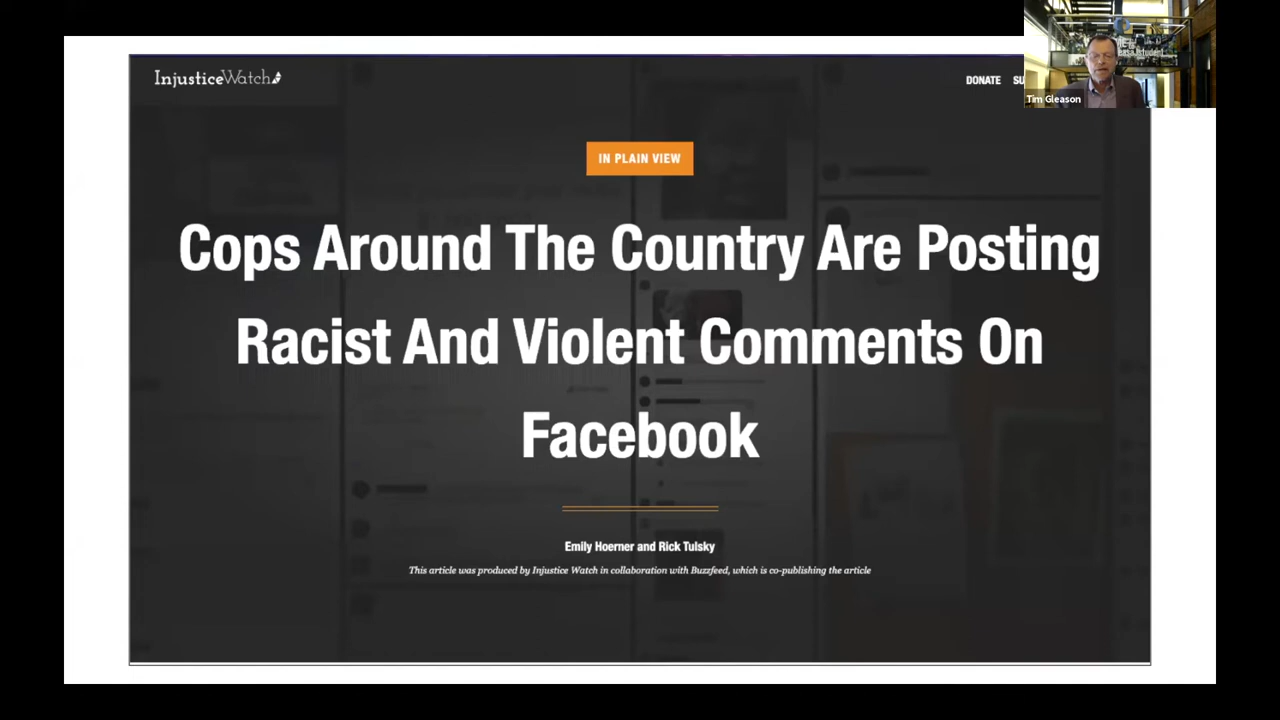 InjusticeWatch
DONATE
Tim Gleason
IN PLAIN VIEW
Cops Around The Country Are Posting
Racist And Violent Comments On
Facebook
Emily Hoerner and Rick Tulsky
This article was produced by Injustice Watch in collaboration with Buzzfeed, which is co-publishing the article